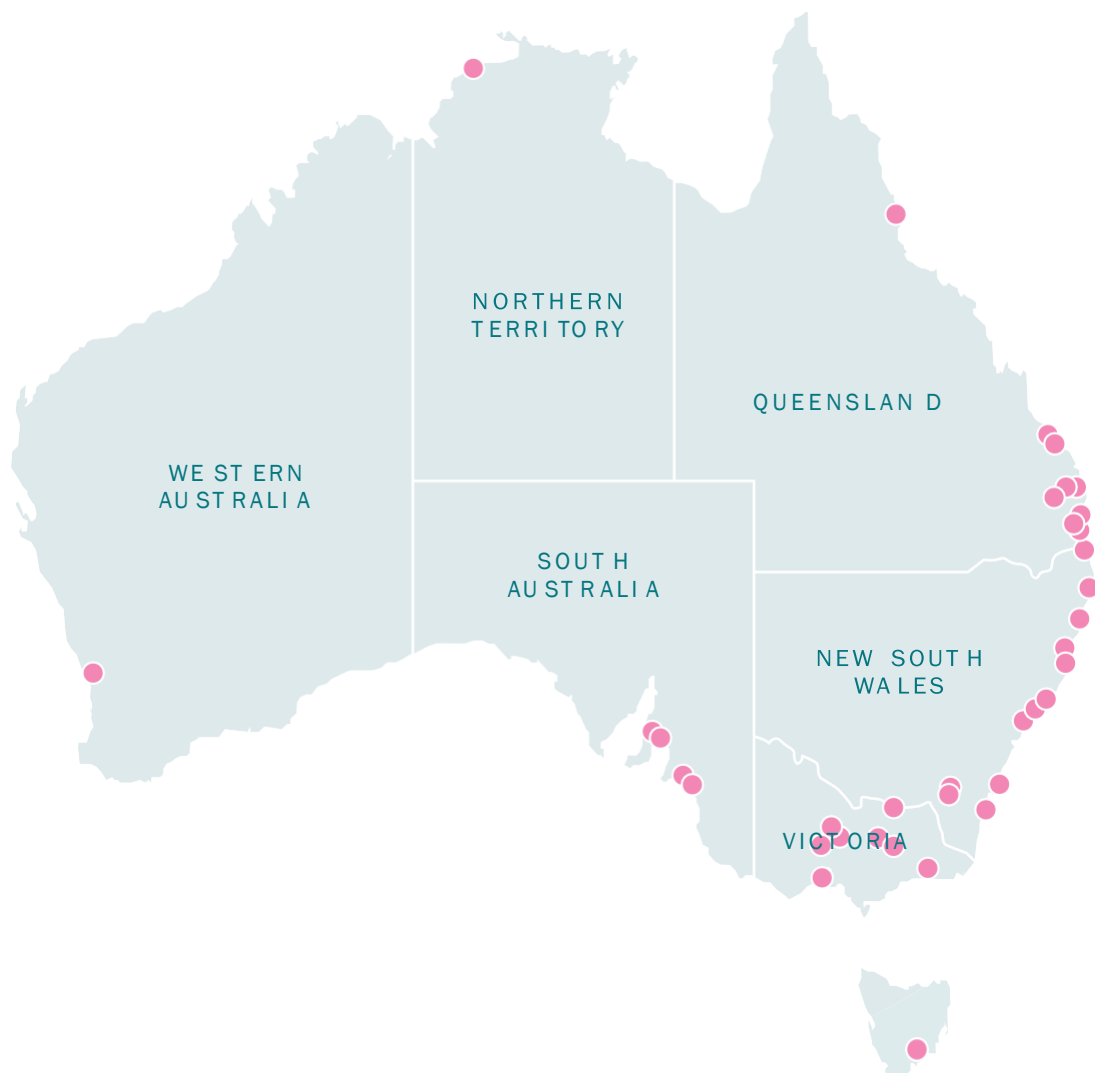 NORTHERN
TERRITORY
QUEENSLAND
WESTERN
AUSTRALIA
SOUTH
AUSTRALIA
NEW SOUTH
WALES
VICTORIA